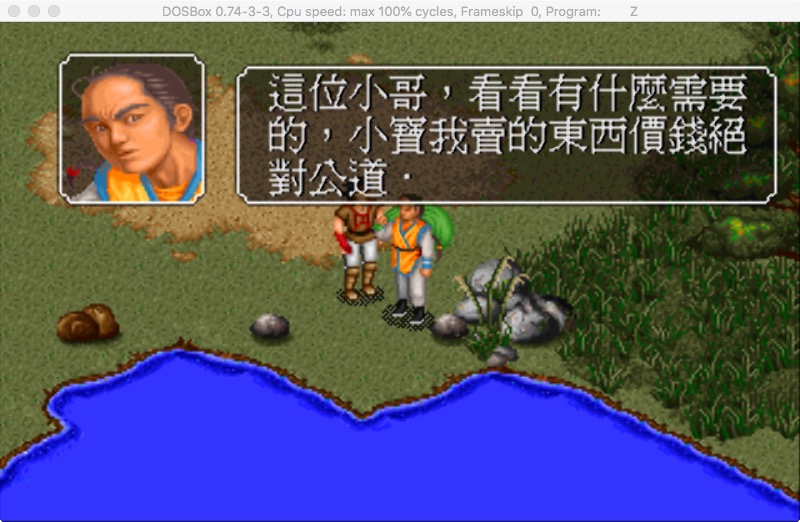 DOSBox 0.74-3-3, Cpu speed: max 100% cycles, Frameskip 0, Program: Z
這位小哥，看看有什麼需要
的，小寶我賣的東西價錢絕
對公道．